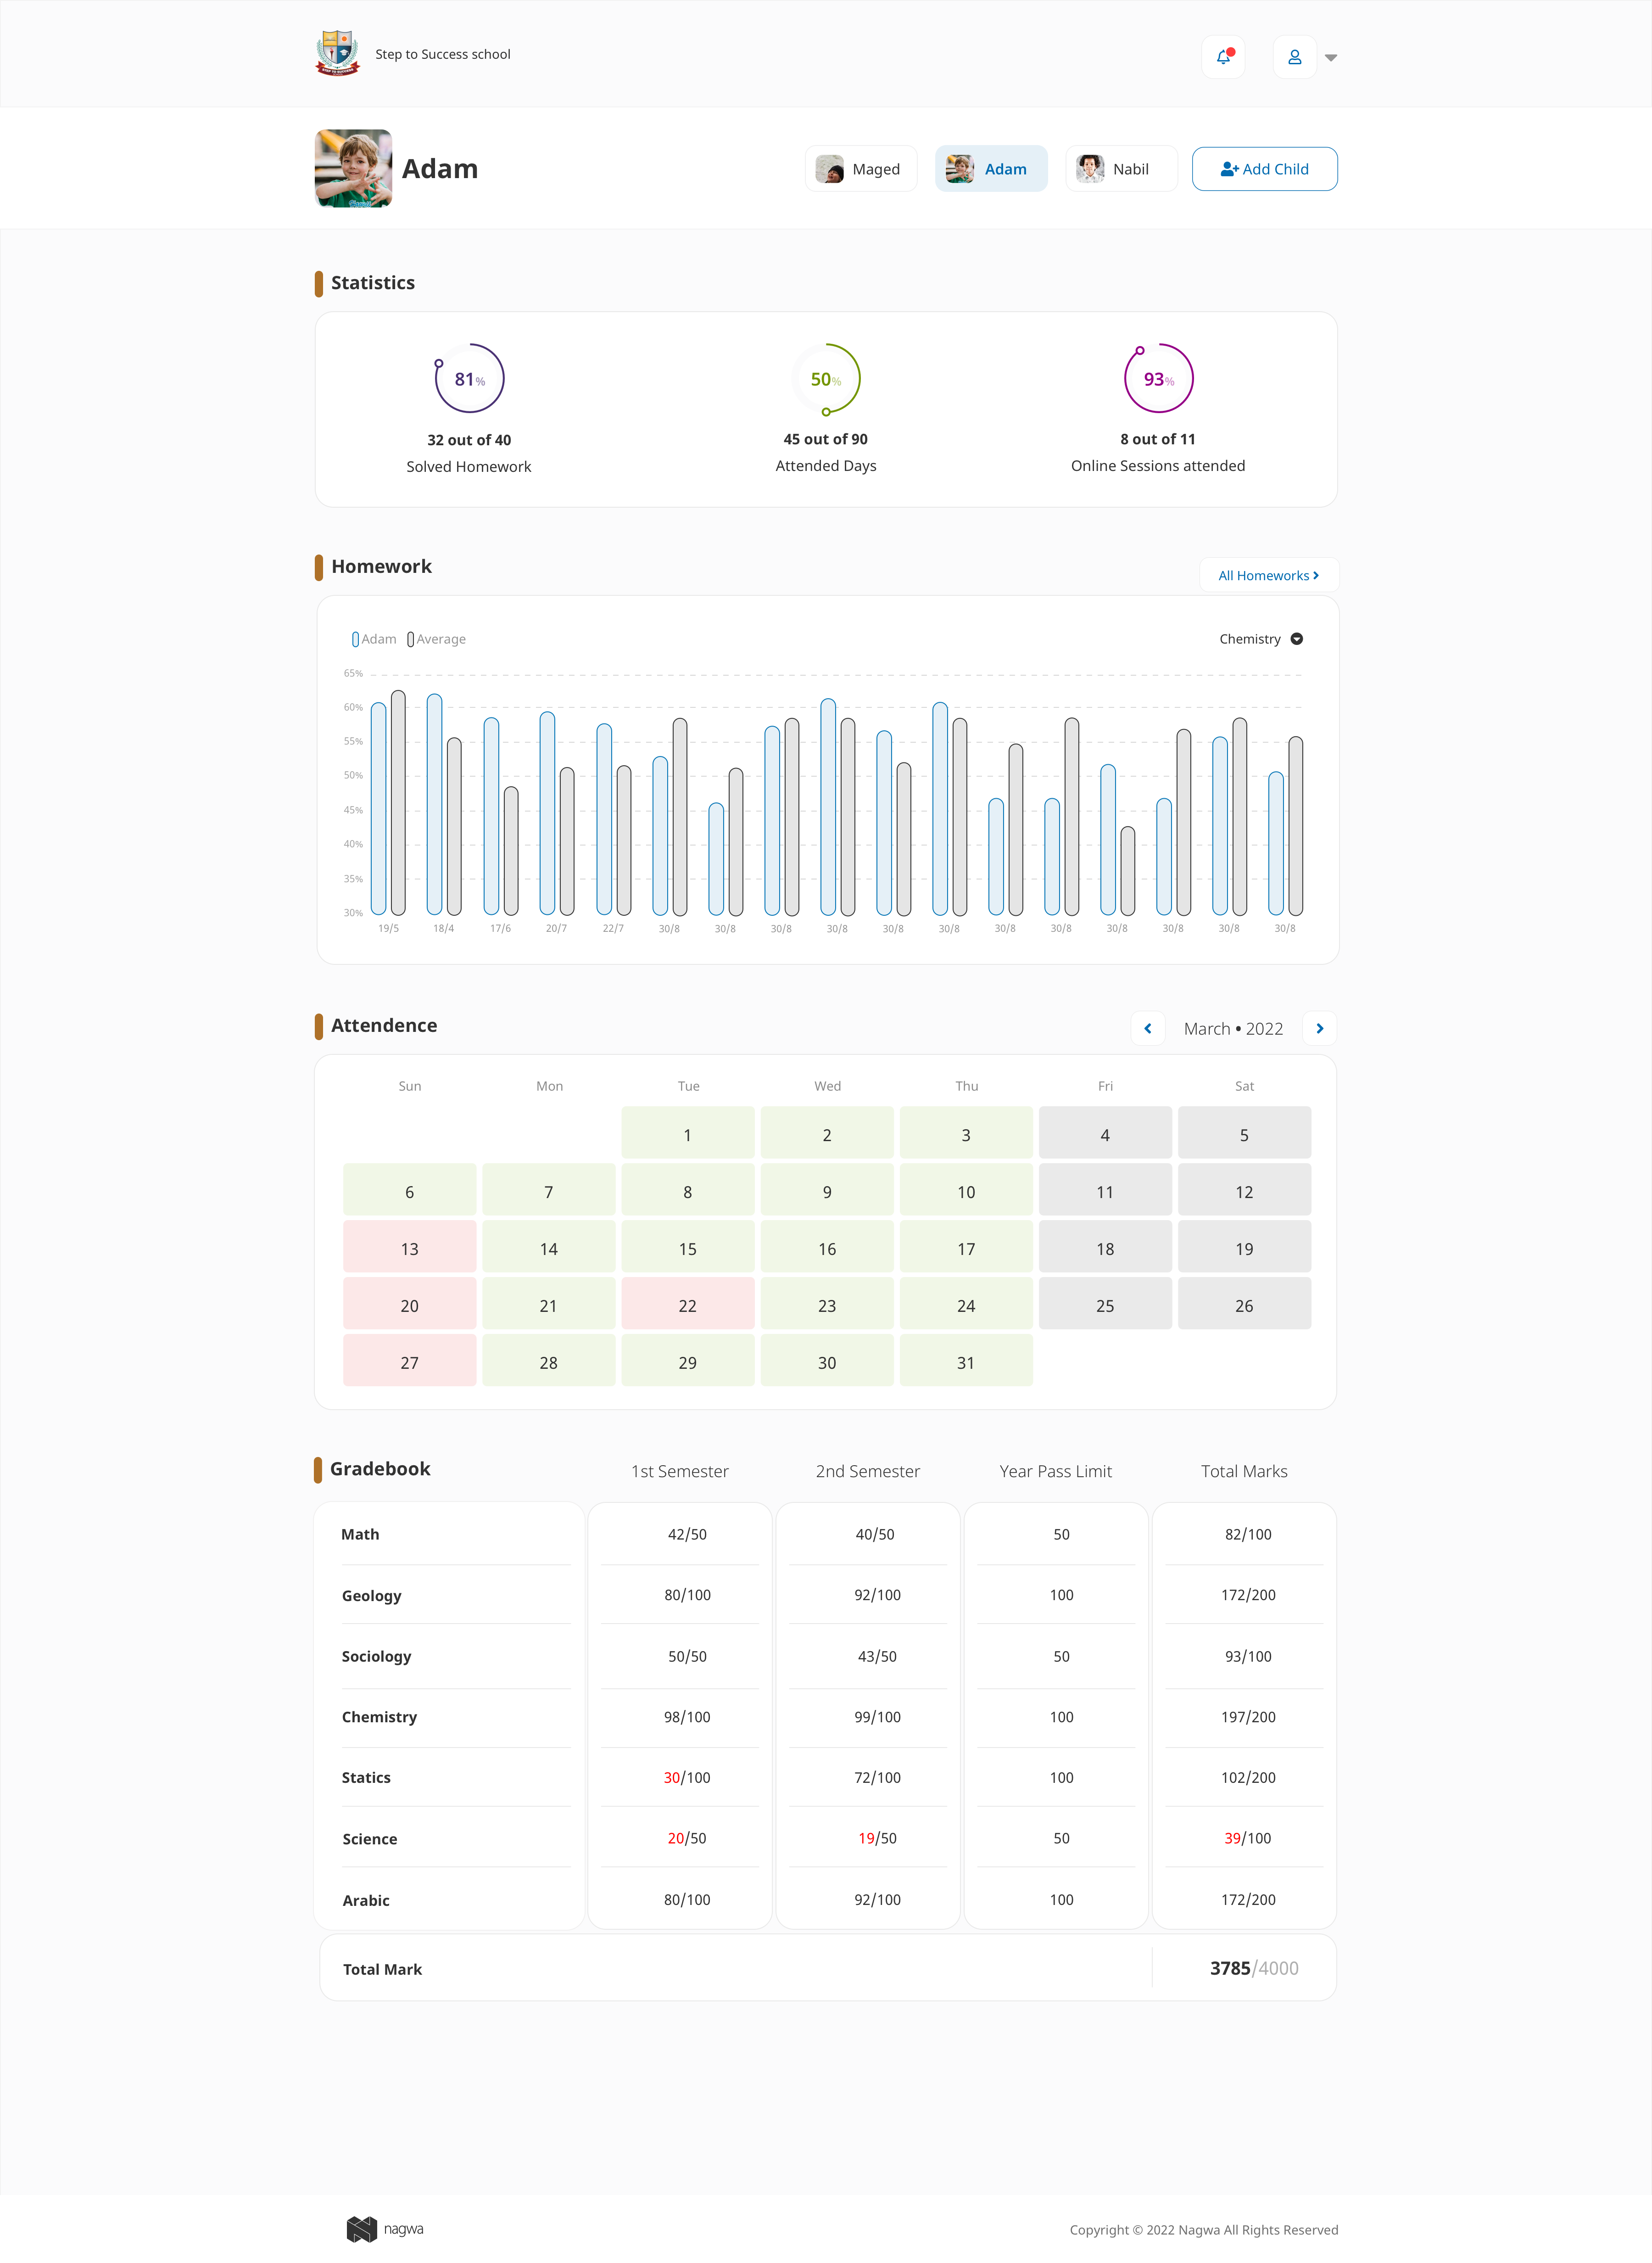 Step to Success school
Adam
Maged
Adam
Nabil
Add Child
Statistics
81%
50%
93%
32 out of 40
45 out of 90
8 out of 11
Solved Homework
Attended Days
Online Sessions attended
Homework
All Homeworks
Adam Average
Chemistry
65%
60%
55%
50%
45%
40%
35%
30%
19/5 18/4 17/6 20/7 22/7 30/8 30/8 30/8 30/8 30/8 30/8 30/8 30/8 30/8 30/8 30/8 30/8
Attendence
March • 2022
Sun Mon Tue Wed Thu Fri Sat
1 2 3 4 5
6 7 8 9 10 11 12
13 14 15 16 17 18 19
20 21 22 23 24 25 26
27 28 29 30 31
Gradebook 1st Semester 2nd Semester Year Pass Limit Total Marks
Math 42/50 40/50 50 82/100
Geology 80/100 92/100 100 172/200
Sociology 50/50 43/50 50 93/100
Chemistry 98/100 99/100 100 197/200
Statics 30/100 72/100 100 102/200
Science 20/50 19/50 50 39/100
Arabic 80/100 92/100 100 172/200
Total Mark 3785/4000
nagwa
Copyright © 2022 Nagwa All Rights Reserved